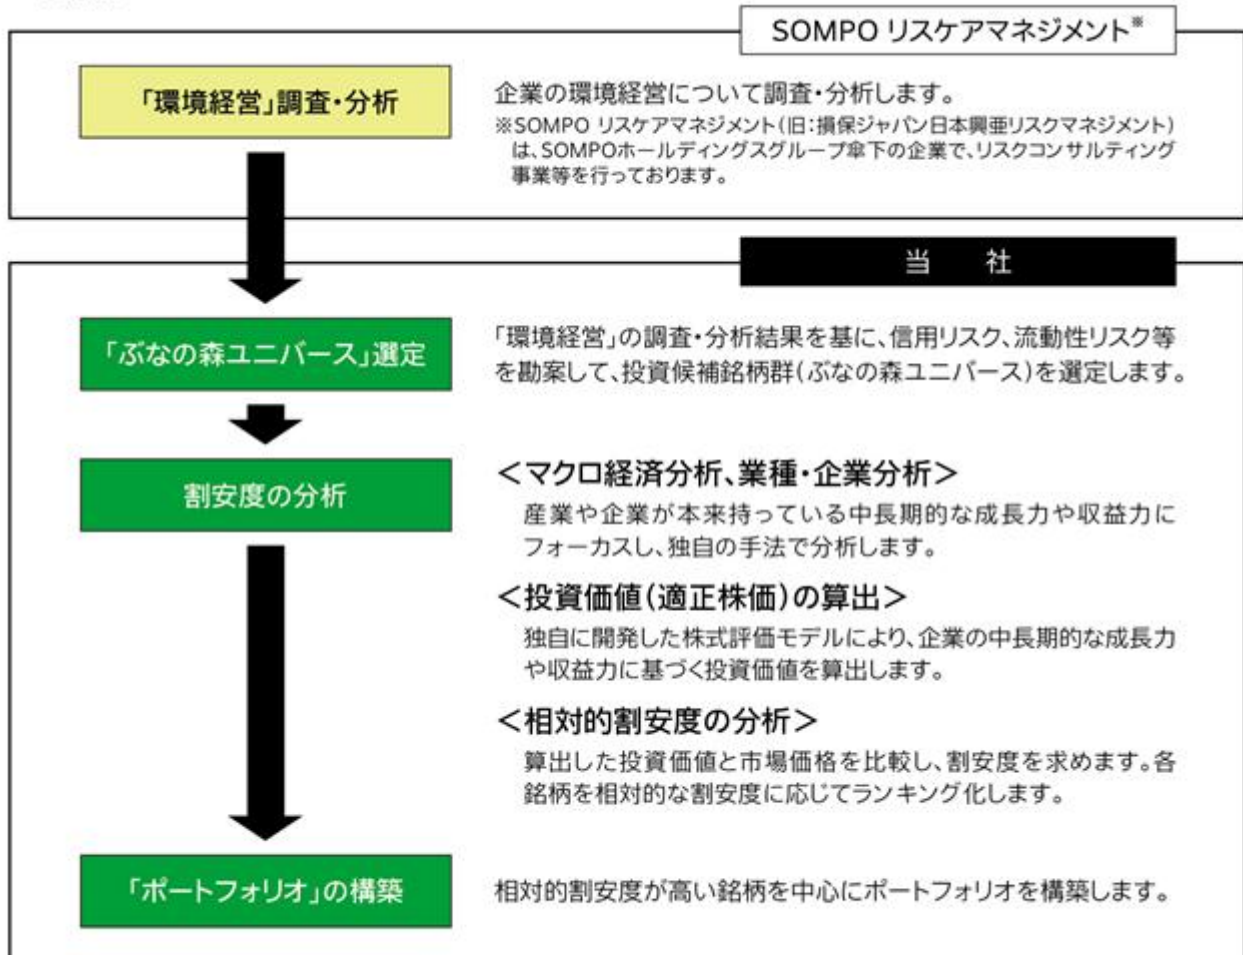 SOMPO リスケアマネジメント※
「環境経営」調査・分析
企業の環境経営について調査・分析します。
※SOMPO リスケアマネジメント(旧:損保ジャパン日本興亜リスクマネジメント)
は、SOMPOホールディングスグループ傘下の企業で、リスクコンサルティング
事業等を行っております。
当 社
「ぶなの森ユニバース」選定
「環境経営」の調査・分析結果を基に、信用リスク、流動性リスク等
を勘案して、投資候補銘柄群(ぶなの森ユニバース)を選定します。
割安度の分析
<マクロ経済分析、業種・企業分析>
産業や企業が本来持っている中長期的な成長力や収益力に
フォーカスし、独自の手法で分析します。
<投資価値(適正株価)の算出>
独自に開発した株式評価モデルにより、企業の中長期的な成長力
や収益力に基づく投資価値を算出します。
<相対的割安度の分析>
算出した投資価値と市場価格を比較し、割安度を求めます。各
銘柄を相対的な割安度に応じてランキング化します。
「ポートフォリオ」の構築
相対的割安度が高い銘柄を中心にポートフォリオを構築します。